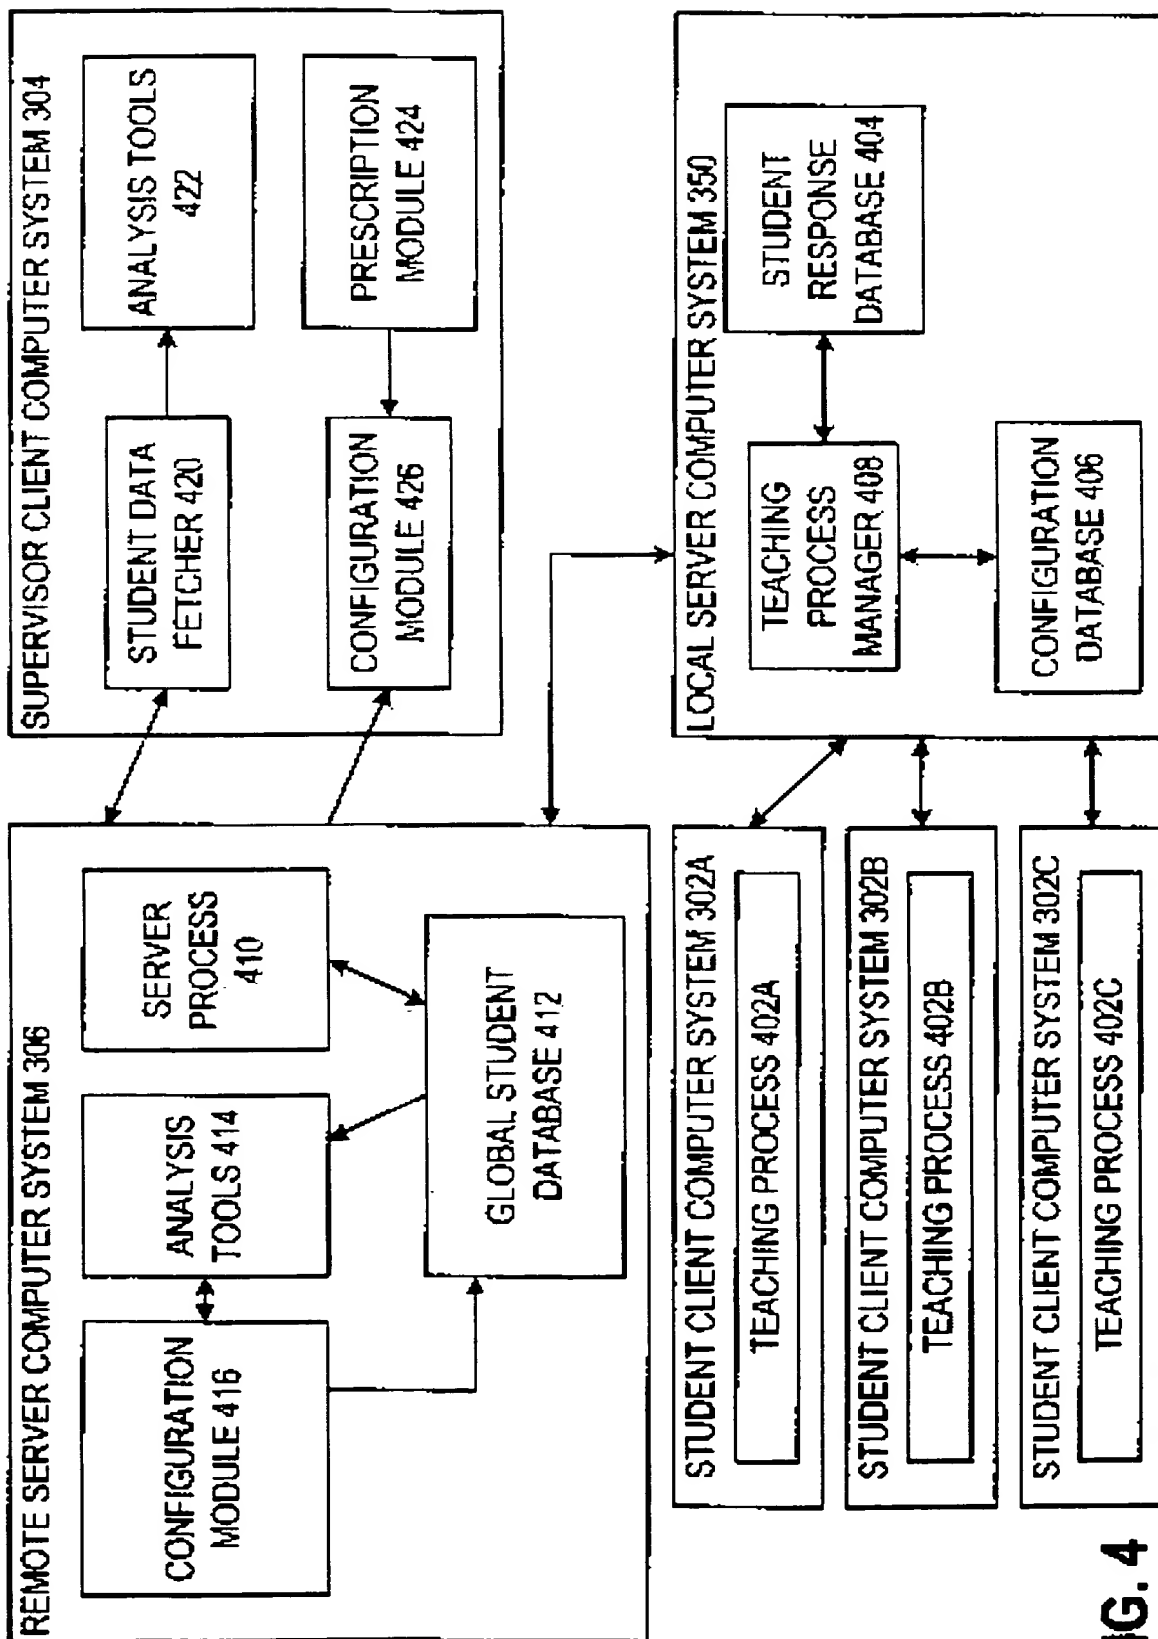 REMOTE SERVER COMPUTER SYSTEM 306
CONFIGURATION
MODULE 416
ANALYSIS
TOOLS 414
SERVER
PROCESS
410
GLOBAL STUDENT
DATABASE 412
SUPERVISOR CLIENT COMPUTER SYSTEM 304
STUDENT DATA
FETCHER 420
ANALYSIS TOOLS
422
CONFIGURATION
MODULE 426
PRESCRIPTION
MODULE 424
STUDENT CLIENT COMPUTER SYSTEM 302A
TEACHING PROCESS 402A
STUDENT CLIENT COMPUTER SYSTEM 302B
TEACHING PROCESS 402B
STUDENT CLIENT COMPUTER SYSTEM 302C
TEACHING PROCESS 402C
LOCAL SERVER COMPUTER SYSTEM 350
TEACHING
PROCESS
MANAGER 408
STUDENT
RESPONSE
DATABASE 404
CONFIGURATION
DATABASE 406
IG. 4